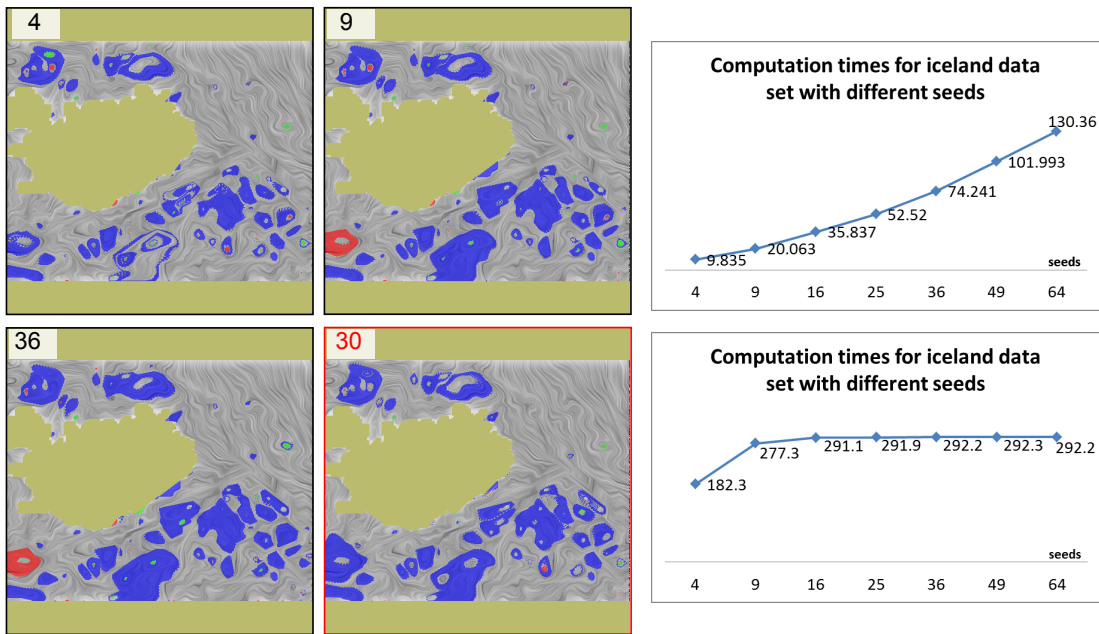 4
9
Computation times for iceland data
set with different seeds
130.36
101.993
74.241
52.52
35.837
20.063
9.835
seeds
4 9 16 25 36 49 64
36
30
Computation times for iceland data
set with different seeds
182.3
277.3 291.1 291.9 292.2 292.3 292.2
seeds
4 9 16 25 36 49 64